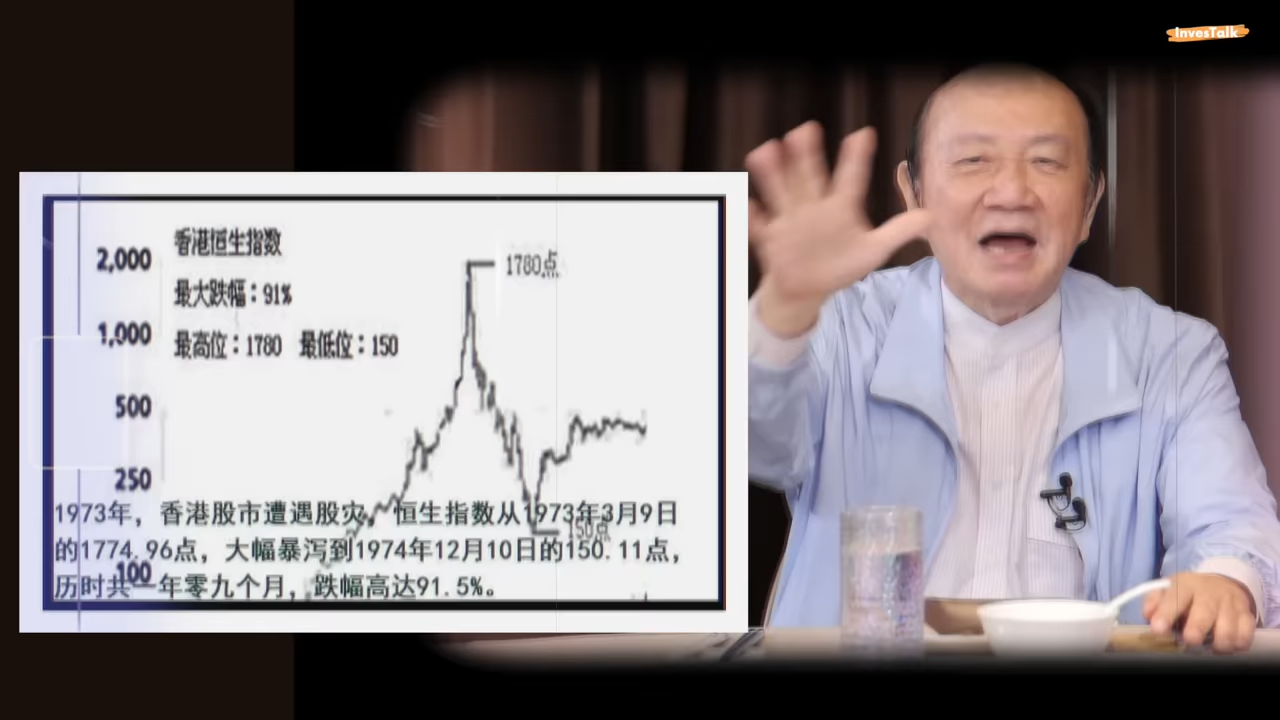 InvesTalk
2,000
香港恒生指数
1780点
最大跌幅：91%
1,000
最高位：1780 最低位：150
500
250
1973年，香港股市遭遇股灾， 恒生指数从1973年3月9日
150点
的1774.96点，大幅暴泻到1974年12月10日的150.11点，
100
历时共一年零九个月，跌幅高达91.5%。